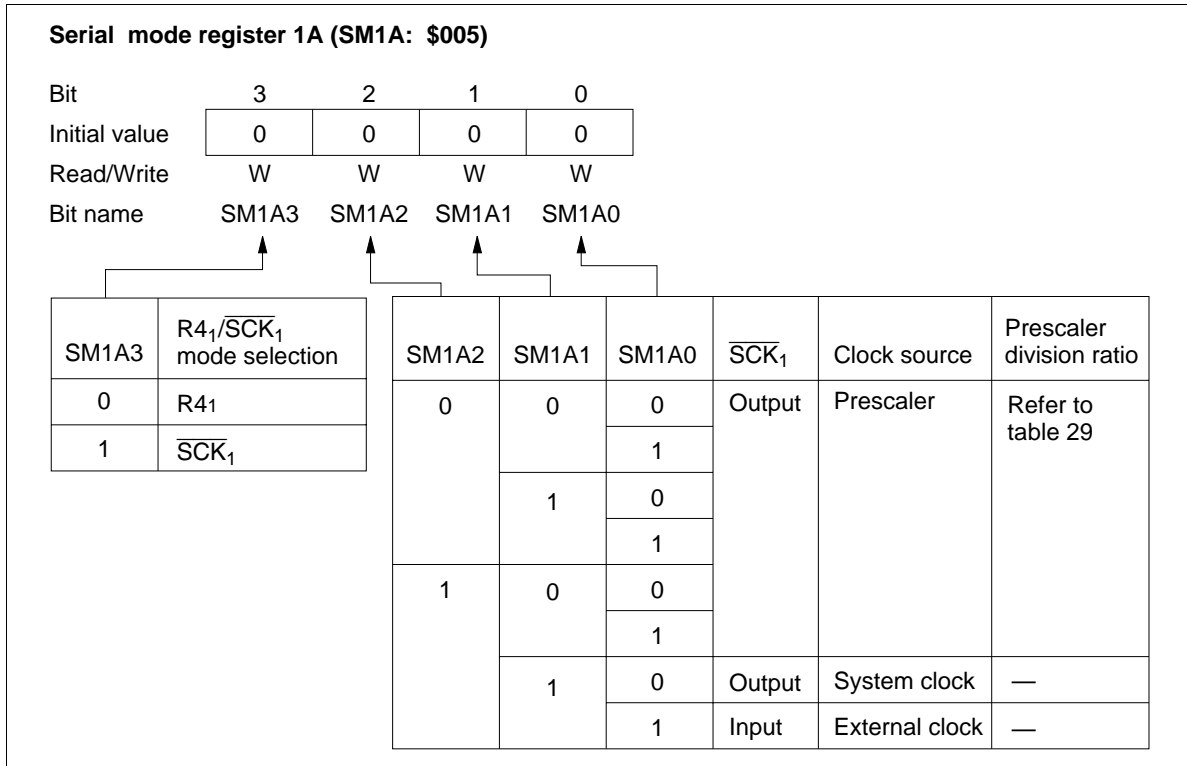 Serial mode register 1A (SM1A: $005)
Bit 3 2 1 0
Initial value 0 0 0 0
Read/Write W W W W
Bit name SM1A3 SM1A2 SM1A1 SM1A0
SM1A3 R4₁/S̅C̅K̅₁
mode selection
0 R4₁
1 S̅C̅K̅₁
SM1A2 SM1A1 SM1A0 S̅C̅K̅₁ Clock source Prescaler
division ratio
0 0 0 Output Prescaler Refer to
table 29
1
1 0
1
1 0 0
1
1 0 Output System clock —
1 Input External clock —